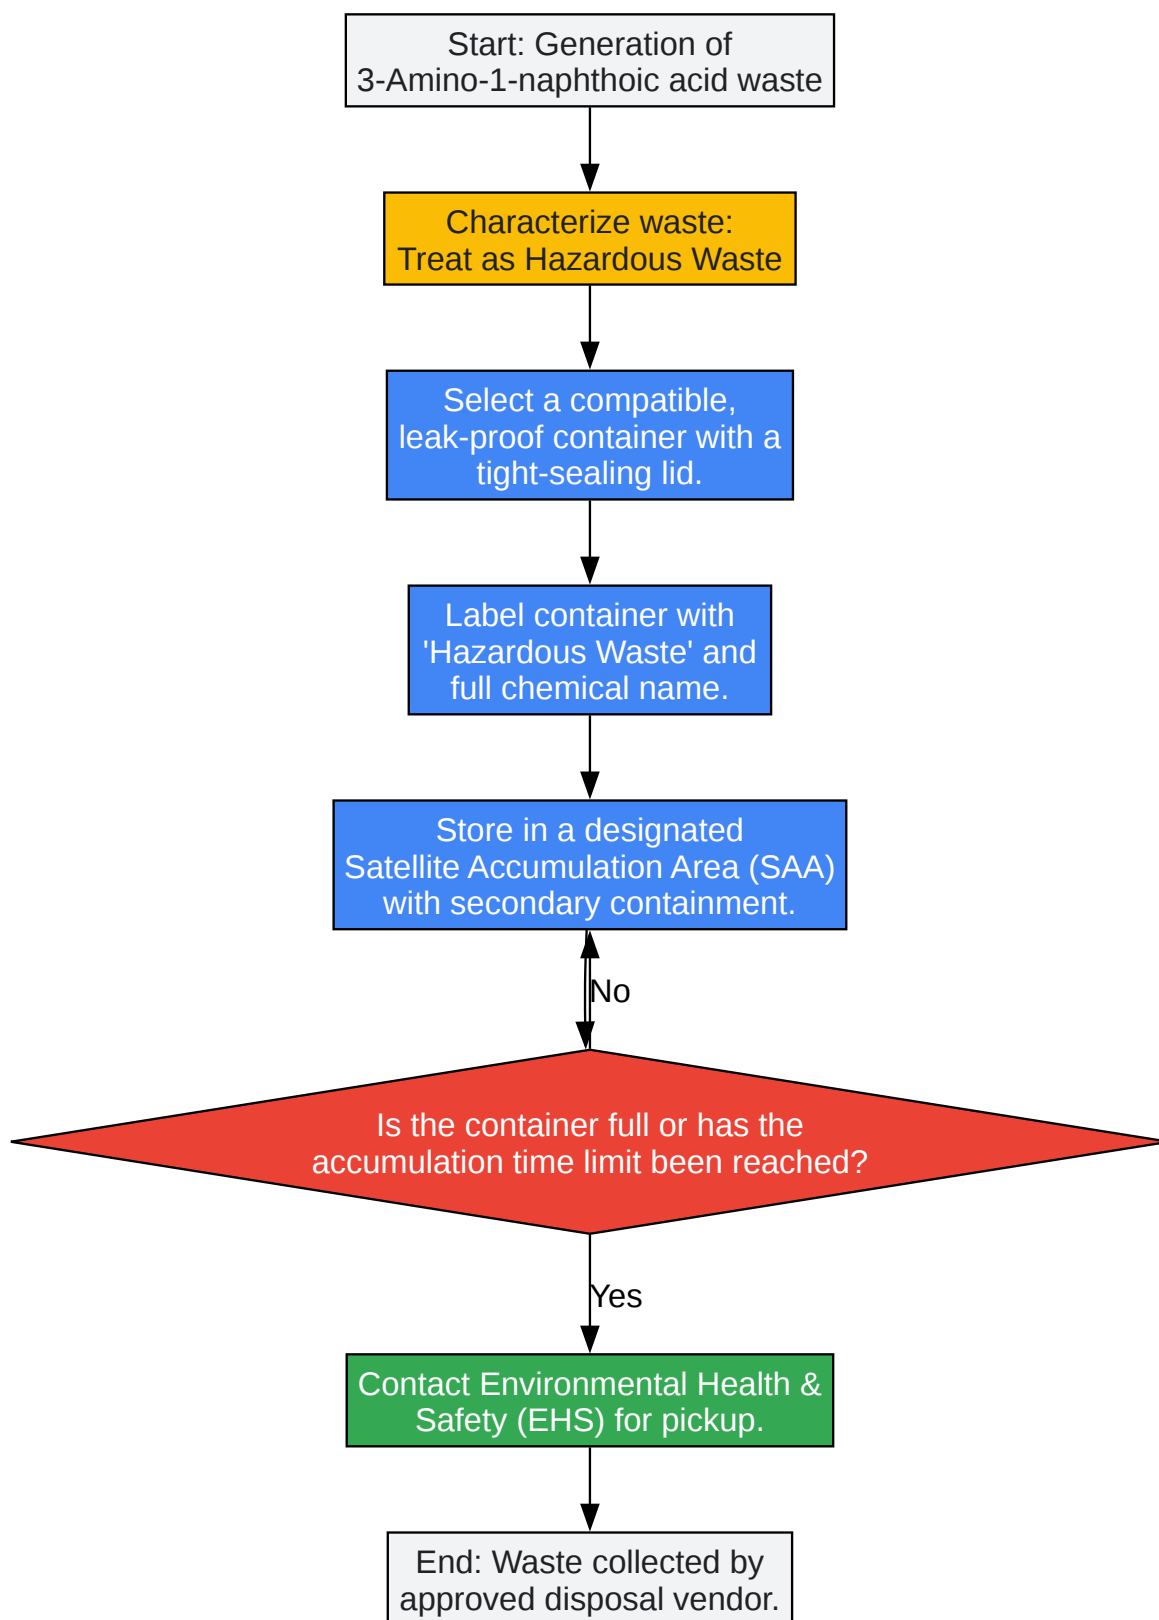 Start: Generation of
3-Amino-1-naphthoic acid waste
Characterize waste:
Treat as Hazardous Waste
Select a compatible,
leak-proof container with a
tight-sealing lid.
Label container with
'Hazardous Waste' and
full chemical name.
Store in a designated
Satellite Accumulation Area (SAA)
with secondary containment.
No
Is the container full or has the
accumulation time limit been reached?
Yes
Contact Environmental Health &
Safety (EHS) for pickup.
End: Waste collected by
approved disposal vendor.